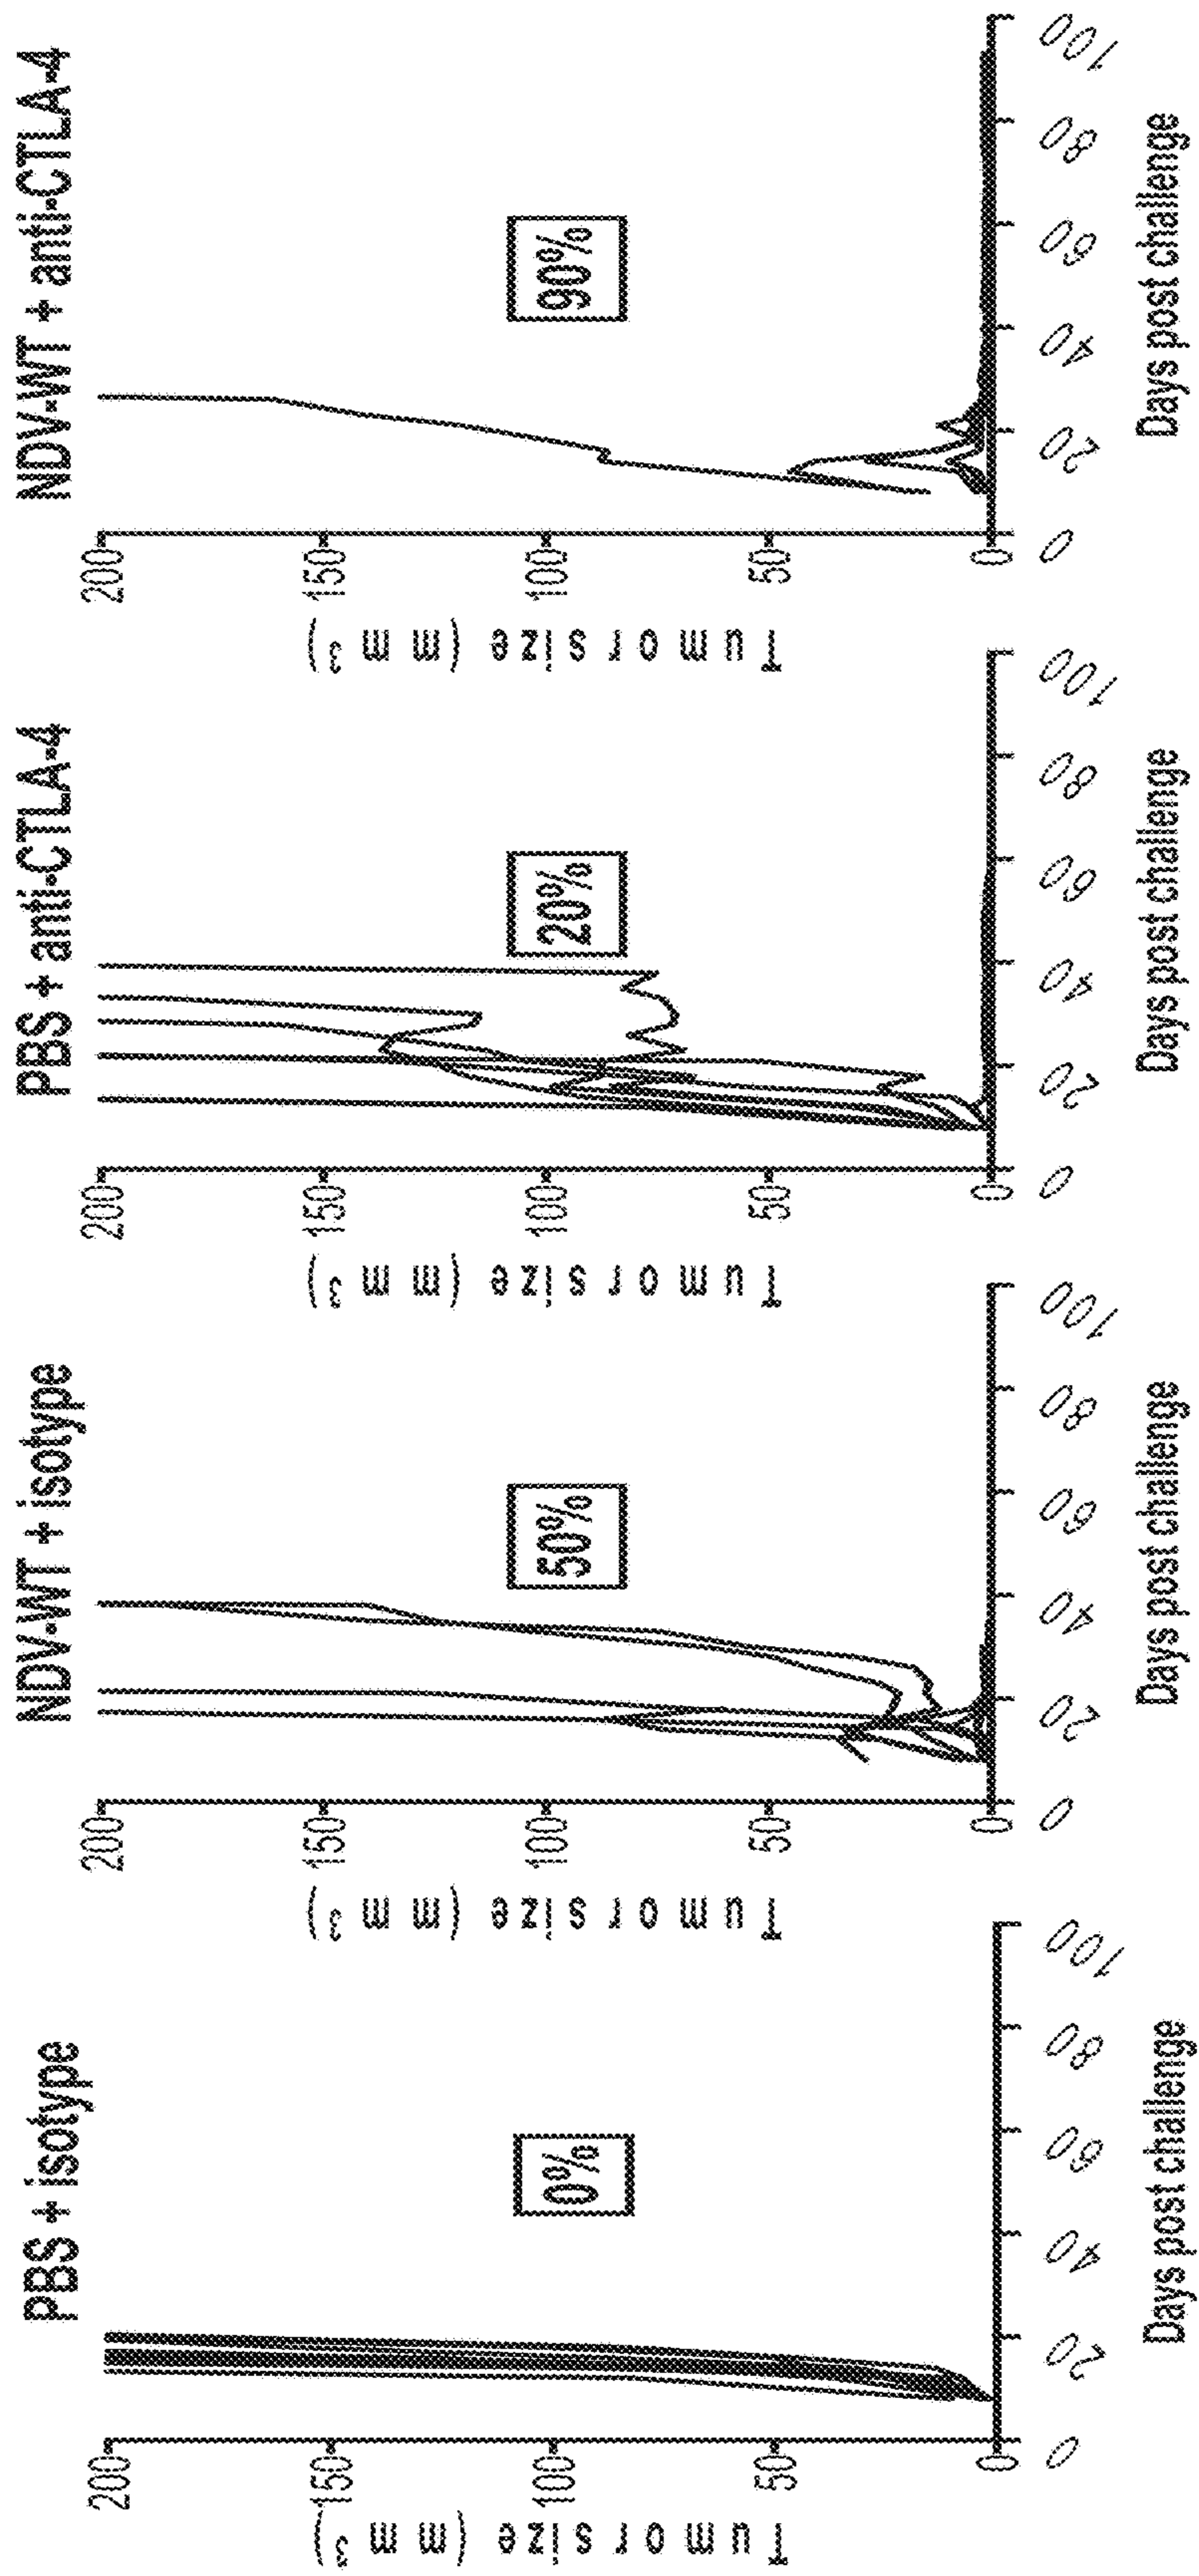 PBS + isotype
Tumor size (mm³)
200
150
100
50
0
0%
0 20 40 60 80 100
Days post challenge
NDV-WT + isotype
Tumor size (mm³)
200
150
100
50
0
50%
0 20 40 60 80 100
Days post challenge
PBS + anti-CTLA-4
Tumor size (mm³)
200
150
100
50
0
20%
0 20 40 60 80 100
Days post challenge
NDV-WT + anti-CTLA-4
Tumor size (mm³)
200
150
100
50
0
90%
0 20 40 60 80 100
Days post challenge